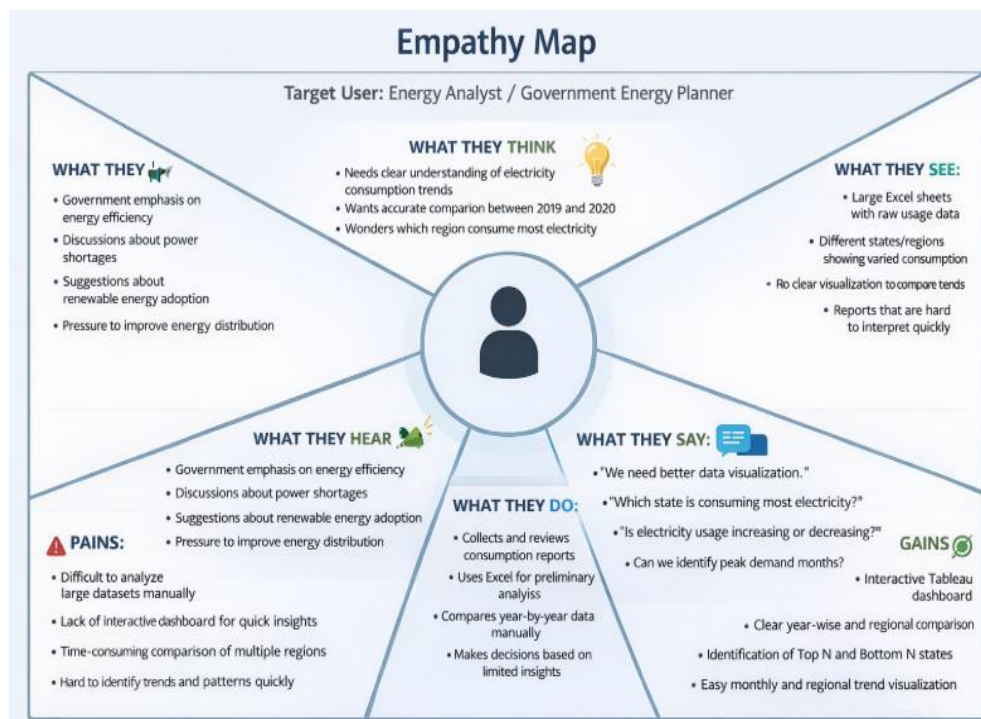 Empathy Map
Target User: Energy Analyst / Government Energy Planner
WHAT THEY
• Government emphasis on
energy efficiency
• Discussions about power
shortages
• Suggestions about
renewable energy adoption
• Pressure to improve energy distribution
WHAT THEY THINK
• Needs clear understanding of electricity
consumption trends
• Wants accurate comparion between 2019 and 2020
• Wonders which region consume most electricity
WHAT THEY SEE:
• Large Excel sheets
with raw usage data
• Different states/regions
showing varied consumption
• Ro clear visualization to compare tends
• Reports that are hard
to interpret quickly
WHAT THEY HEAR
• Government emphasis on energy efficiency
• Discussions about power shortages
• Suggestions about renewable energy adoption
• Pressure to improve energy distribution
WHAT THEY SAY:
• "We need better data visualization."
• "Which state is consuming most electricity?"
• "Is electricity usage increasing or decreasing?"
• Can we identify peak demand months?
WHAT THEY DO:
• Collects and reviews
consumption reports
• Uses Excel for preliminary
analyiss
• Compares year-by-year data
manually
• Makes decisions based on
limited insights
PAINS:
• Difficult to analyze
large datasets manually
• Lack of interactive dashboard for quick insights
• Time-consuming comparison of multiple regions
• Hard to identify trends and patterns quickly
GAINS
• Interactive Tableau
dashboard
• Clear year-wise and regional comparison
• Identification of Top N and Bottom N states
• Easy monthly and regional trend visualization